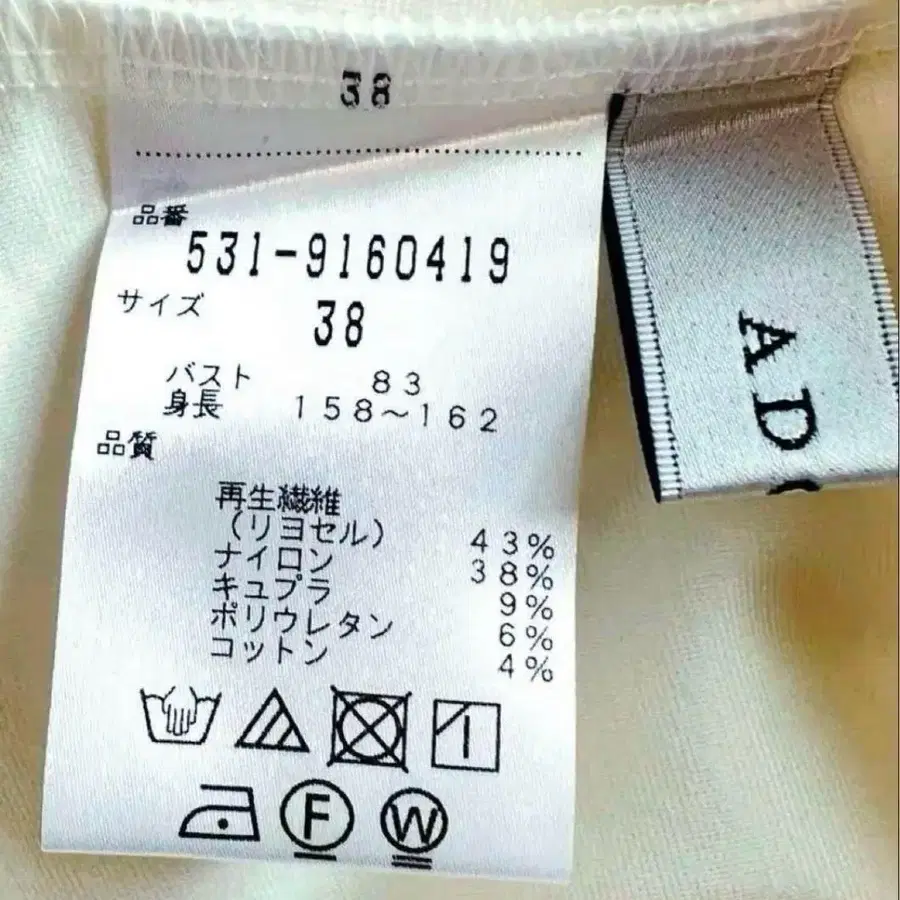 38
品番
531-9160419
サイズ
38
バスト 83
身長 158～162
品質
再生繊維
(リヨセル) 43%
ナイロン 38%
キュプラ 9%
ポリウレタン 6%
コットン 4%
F
W
AD